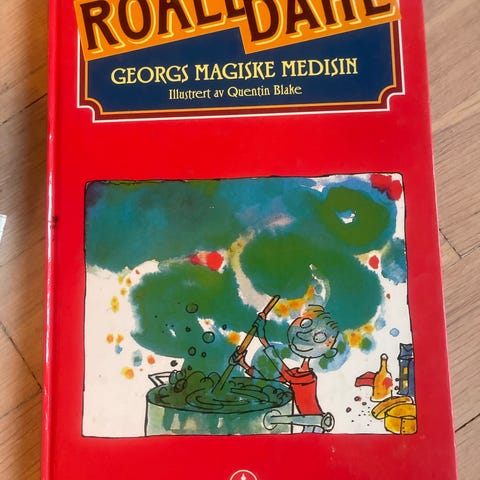 ROALD
DAHL
GEORGS MAGISKE MEDISIN
Illustrert av Quentin Blake